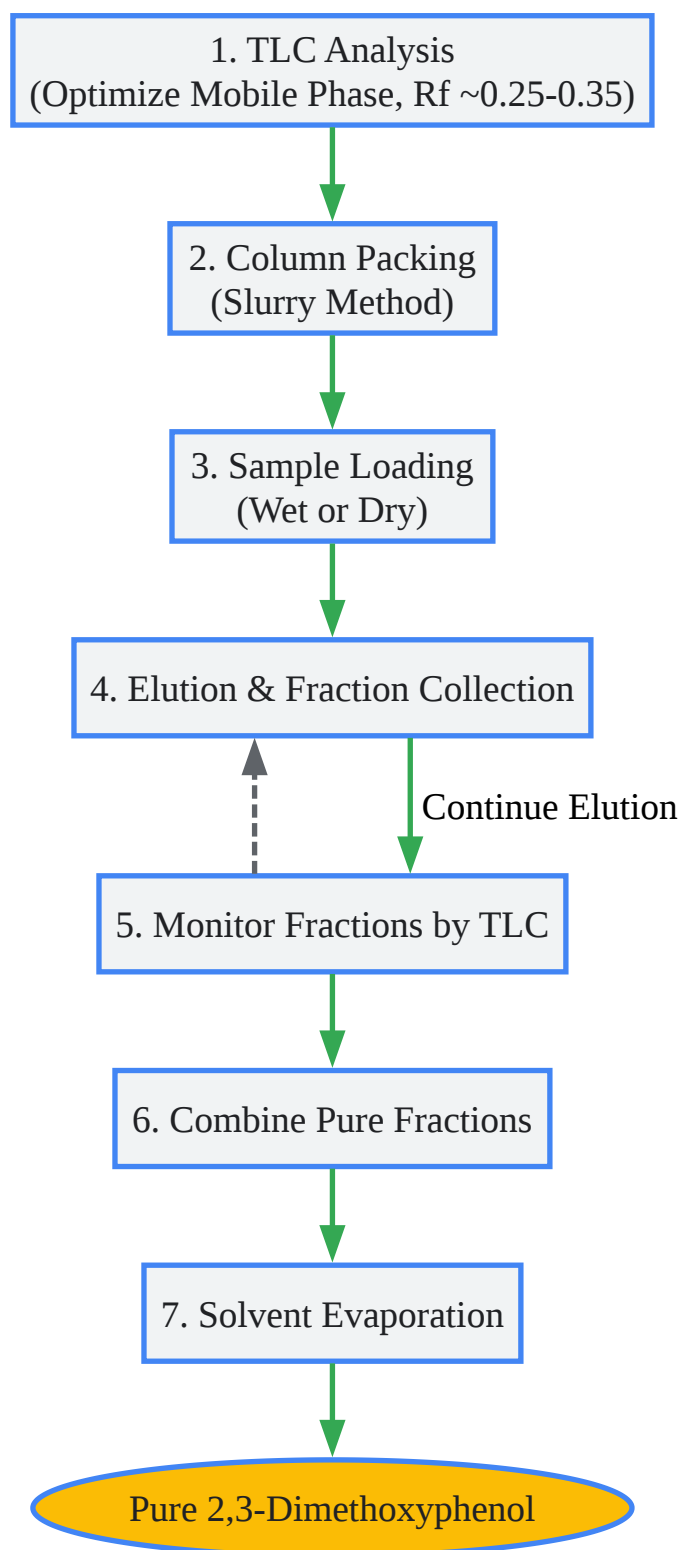 1. TLC Analysis
(Optimize Mobile Phase, Rf ~0.25-0.35)
2. Column Packing
(Slurry Method)
3. Sample Loading
(Wet or Dry)
4. Elution & Fraction Collection
Continue Elution
5. Monitor Fractions by TLC
6. Combine Pure Fractions
7. Solvent Evaporation
Pure 2,3-Dimethoxyphenol